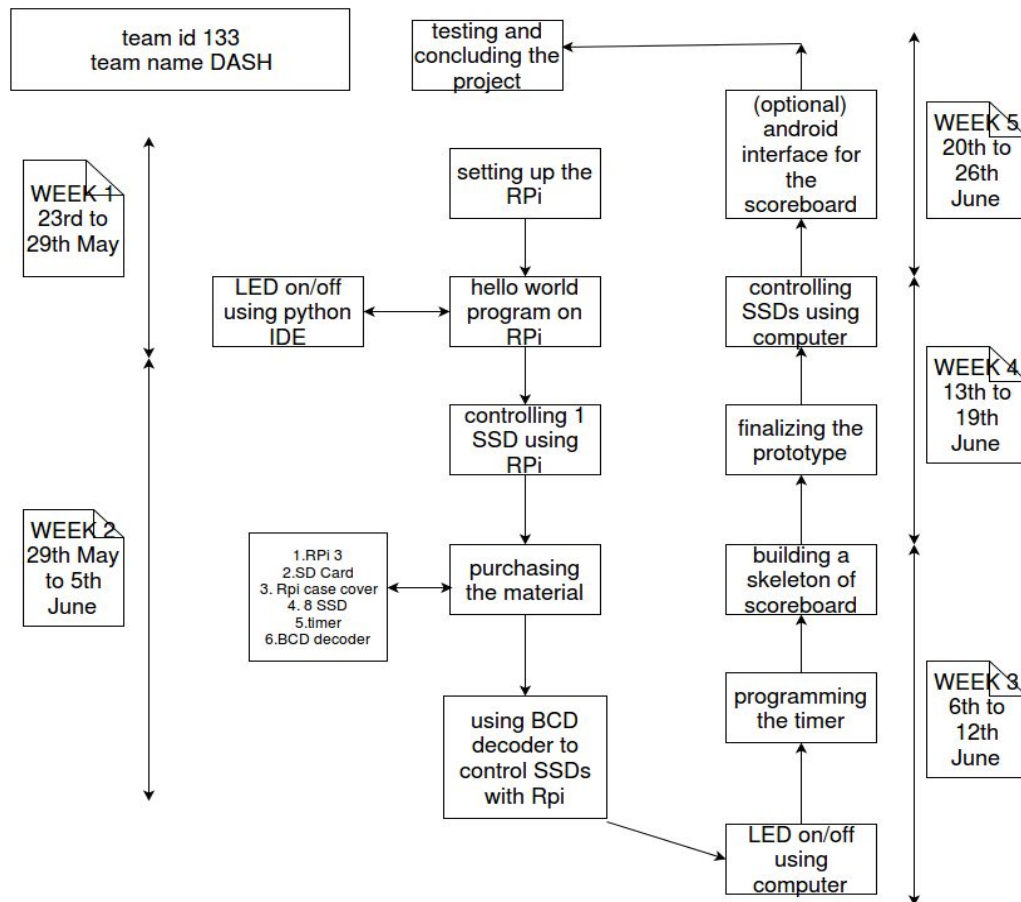 team id 133
team name DASH
testing and
concluding the
project
(optional)
android
interface for
the
scoreboard
WEEK 5
20th to
26th
June
WEEK 1
23rd to
29th May
setting up the
RPi
LED on/off
using python
IDE
hello world
program on
RPi
controlling
SSDs using
computer
WEEK 4
13th to
19th
June
controlling 1
SSD using
RPi
finalizing the
prototype
WEEK 2
29th May
to 5th
June
1.RPi 3
2.SD Card
3. Rpi case cover
4. 8 SSD
5.timer
6.BCD decoder
purchasing
the material
building a
skeleton of
scoreboard
using BCD
decoder to
control SSDs
with Rpi
programming
the timer
WEEK 3
6th to
12th
June
LED on/off
using
computer